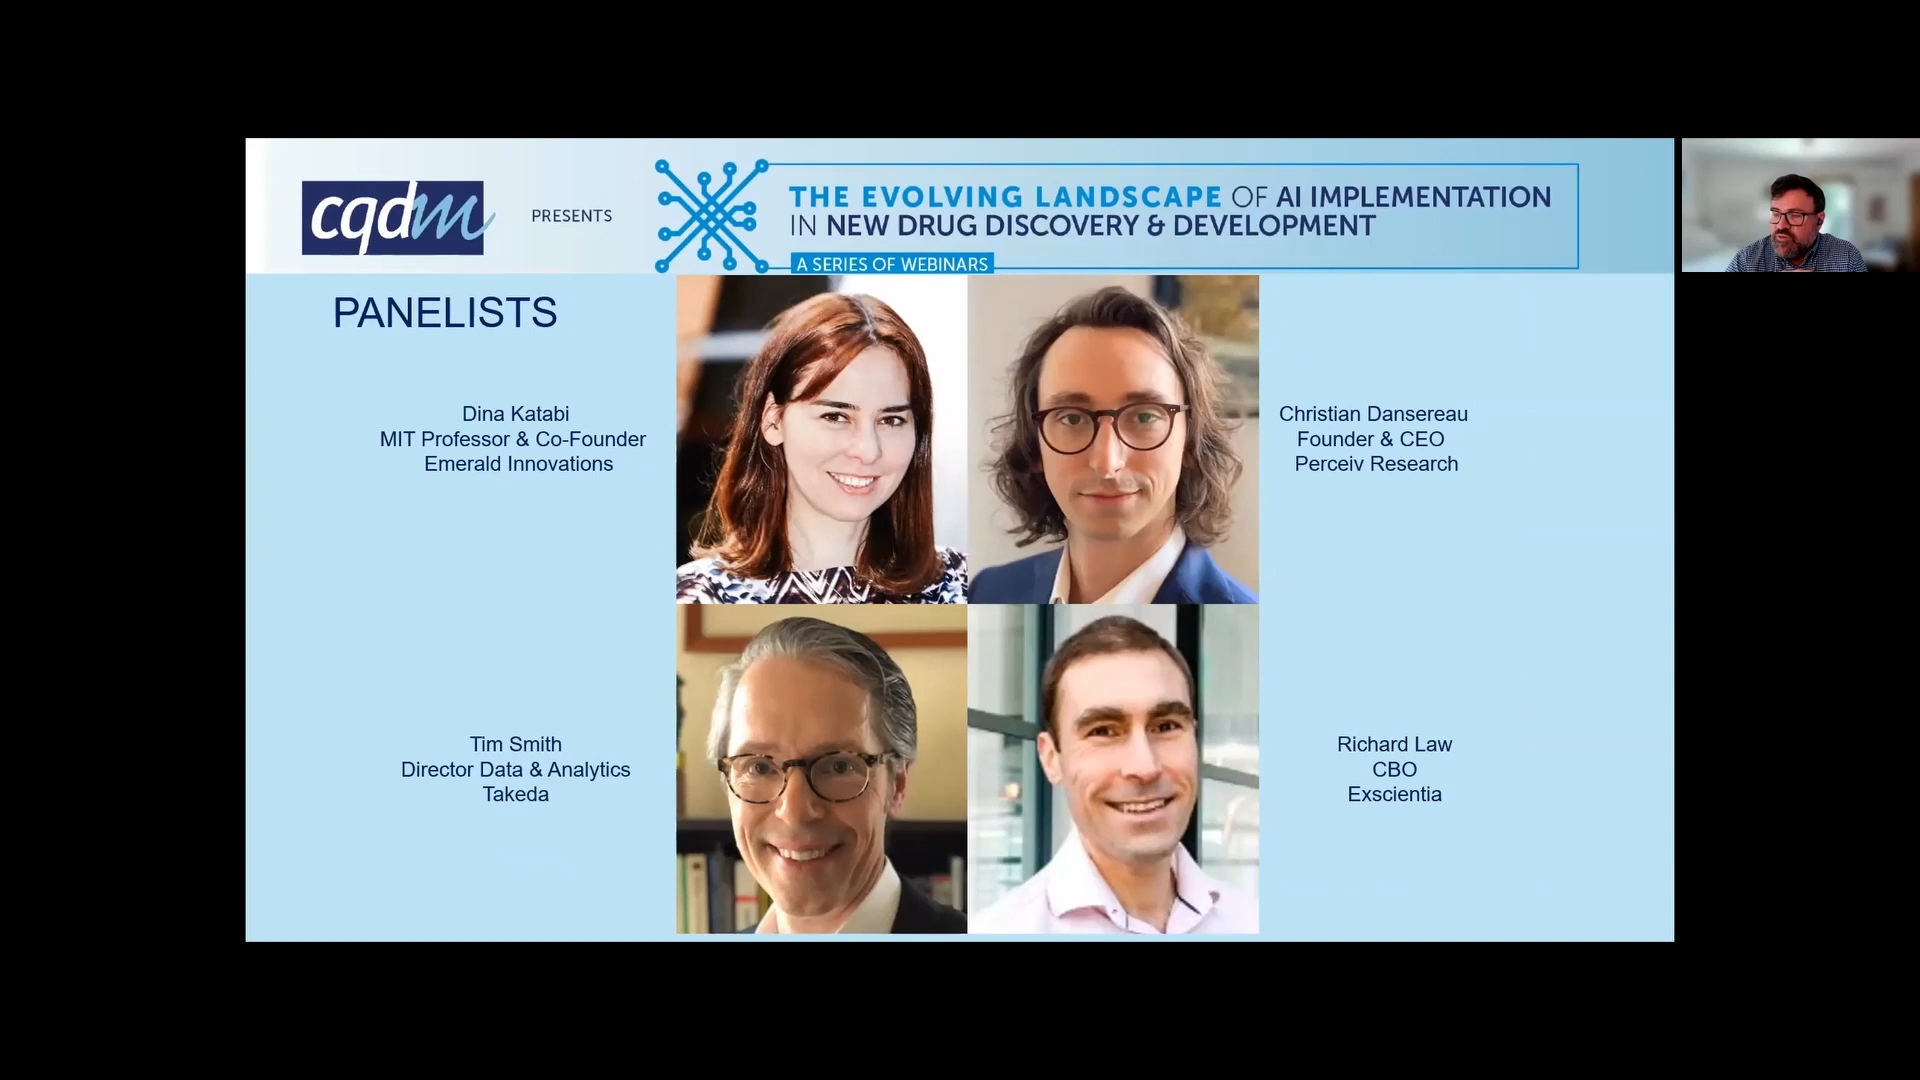 cqdm
PRESENTS
THE EVOLVING LANDSCAPE OF AI IMPLEMENTATION
IN NEW DRUG DISCOVERY & DEVELOPMENT
A SERIES OF WEBINARS
PANELISTS
Dina Katabi
MIT Professor & Co-Founder
Emerald Innovations
Christian Dansereau
Founder & CEO
Perceiv Research
Tim Smith
Director Data & Analytics
Takeda
Richard Law
CBO
Exscientia